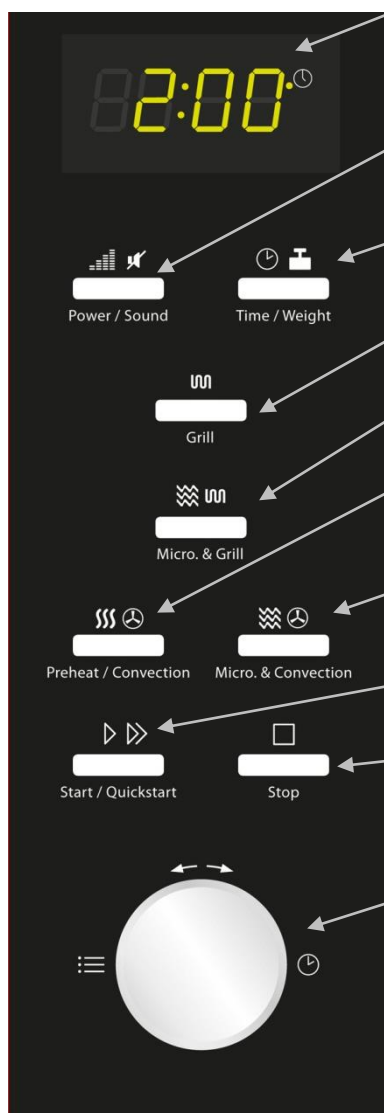 2:00
Power / Sound
Time / Weight
Grill
Micro. & Grill
Preheat / Convection
Micro. & Convection
Start / Quickstart
Stop